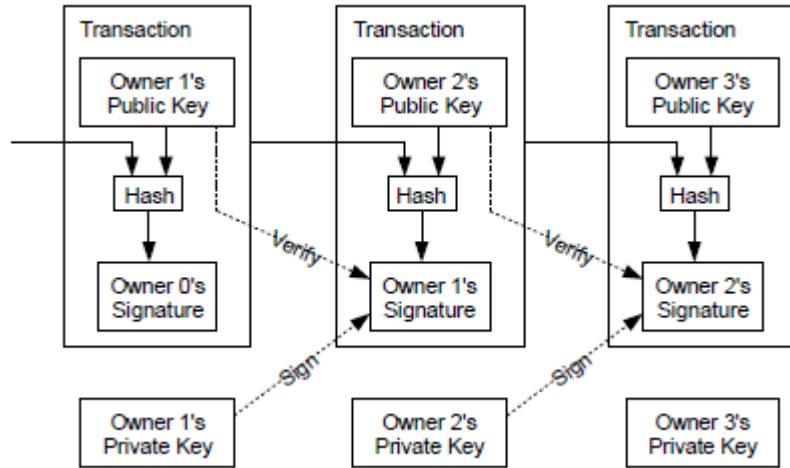 Transaction
Transaction
Transaction
Owner 1's
Public Key
Owner 2's
Public Key
Owner 3's
Public Key
Hash
Hash
Hash
Verify
Verify
Owner 0's
Signature
Owner 1's
Signature
Owner 2's
Signature
Sign
Sign
Owner 1's
Private Key
Owner 2's
Private Key
Owner 3's
Private Key